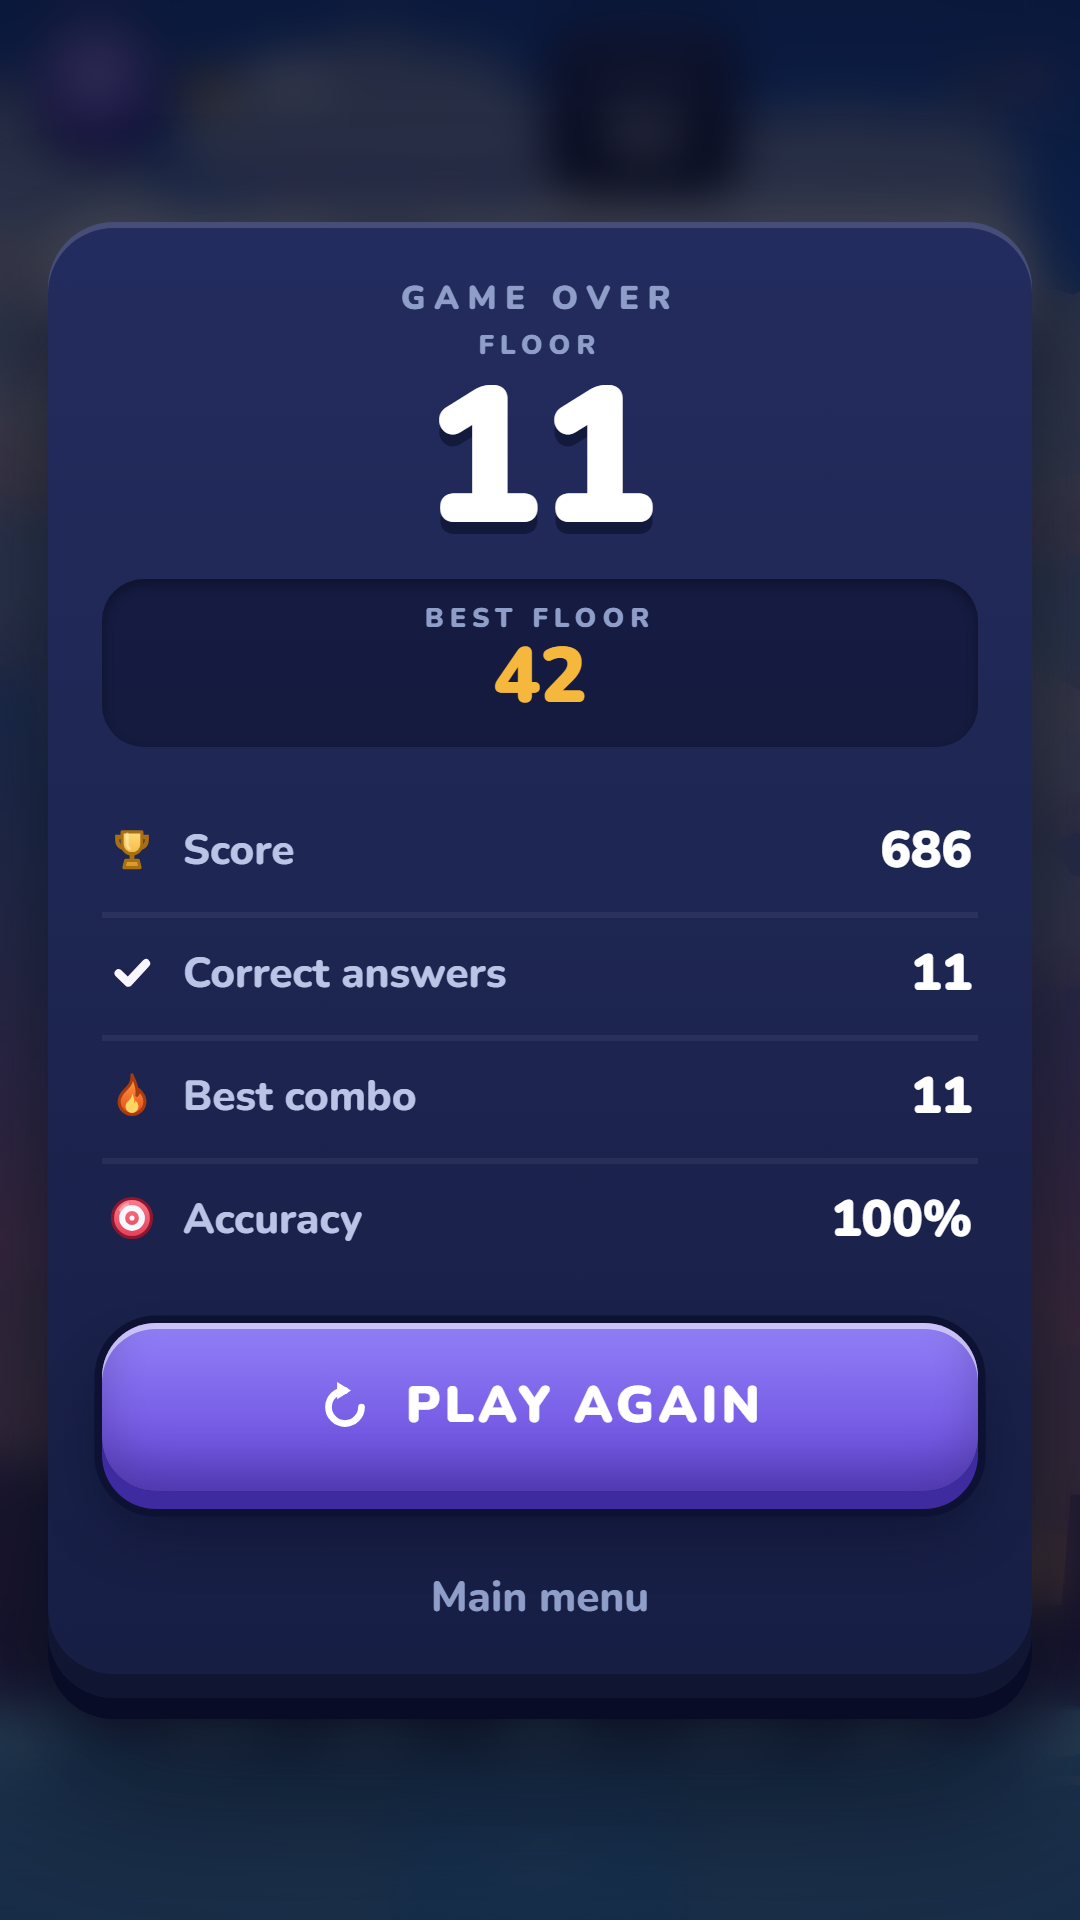 GAME OVER
FLOOR
11
BEST FLOOR
42
Score 686
Correct answers 11
Best combo 11
Accuracy 100%
PLAY AGAIN
Main menu